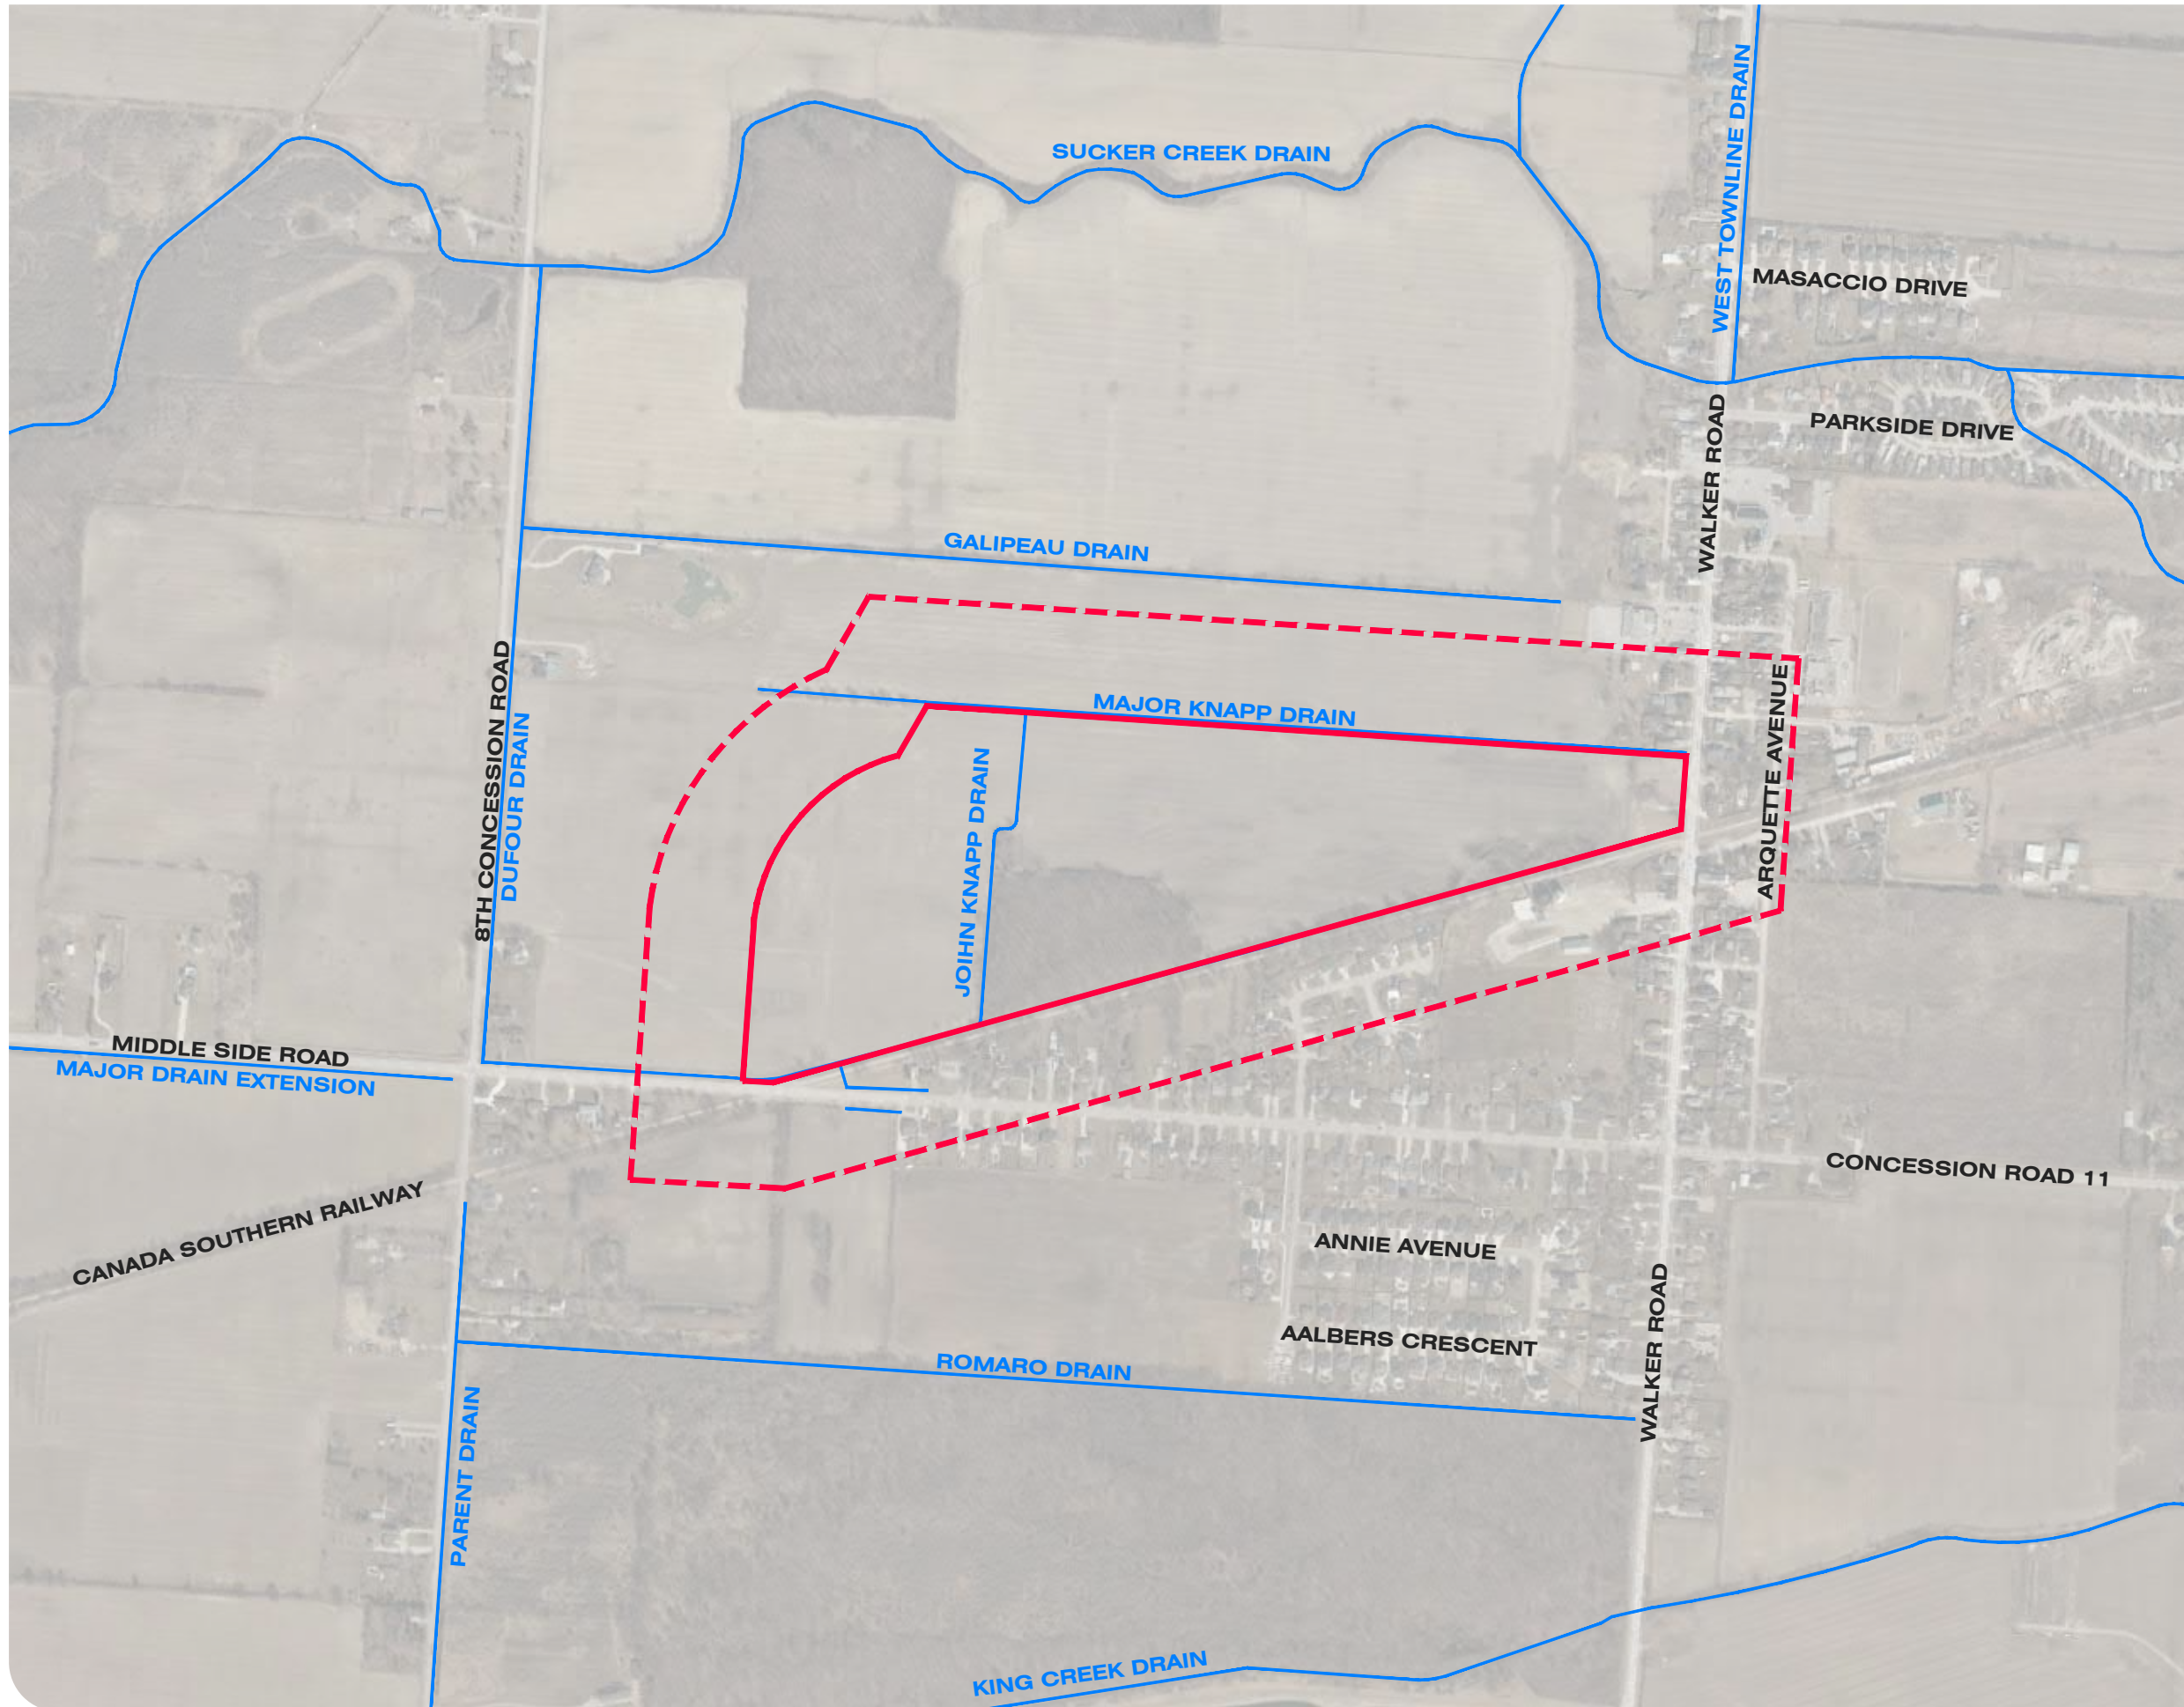 SUCKER CREEK DRAIN
WEST TOWNLINE DRAIN
MASACCIO DRIVE
PARKSIDE DRIVE
WALKER ROAD
GALIPEAU DRAIN
8TH CONCESSION ROAD
DUFOUR DRAIN
MAJOR KNAPP DRAIN
JOIHN KNAPP DRAIN
ARQUETTE AVENUE
MIDDLE SIDE ROAD
MAJOR DRAIN EXTENSION
CONCESSION ROAD 11
CANADA SOUTHERN RAILWAY
ANNIE AVENUE
AALBERS CRESCENT
WALKER ROAD
ROMARO DRAIN
PARENT DRAIN
KING CREEK DRAIN